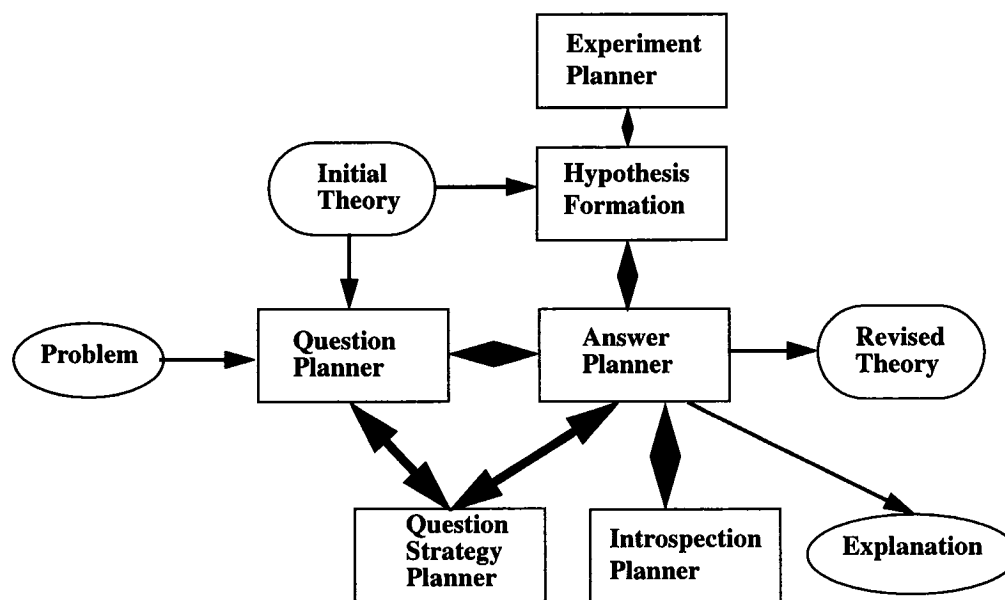 Experiment
Planner
Initial
Theory
Hypothesis
Formation
Problem
Question
Planner
Answer
Planner
Revised
Theory
Question
Strategy
Planner
Introspection
Planner
Explanation